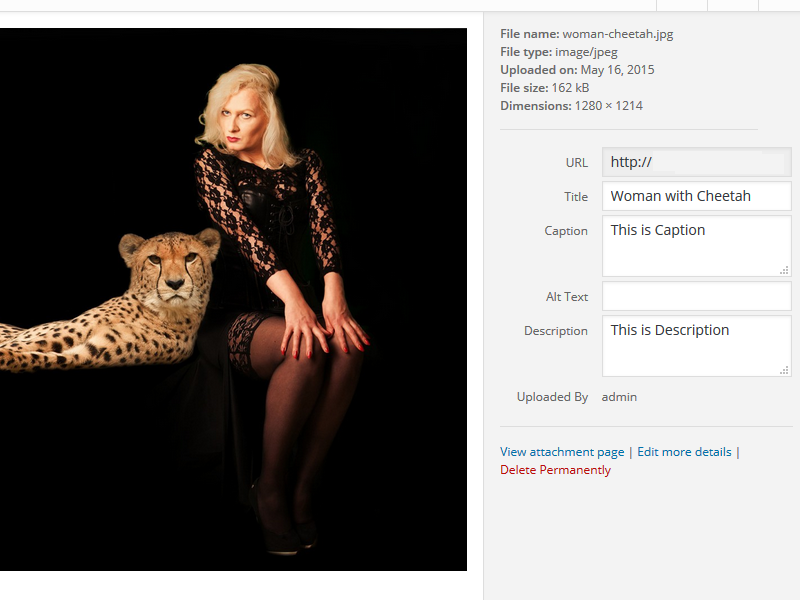 File name: woman-cheetah.jpg
File type: image/jpeg
Uploaded on: May 16, 2015
File size: 162 kB
Dimensions: 1280 × 1214
URL http://
Title Woman with Cheetah
Caption This is Caption
Alt Text
Description This is Description
Uploaded By admin
View attachment page | Edit more details |
Delete Permanently